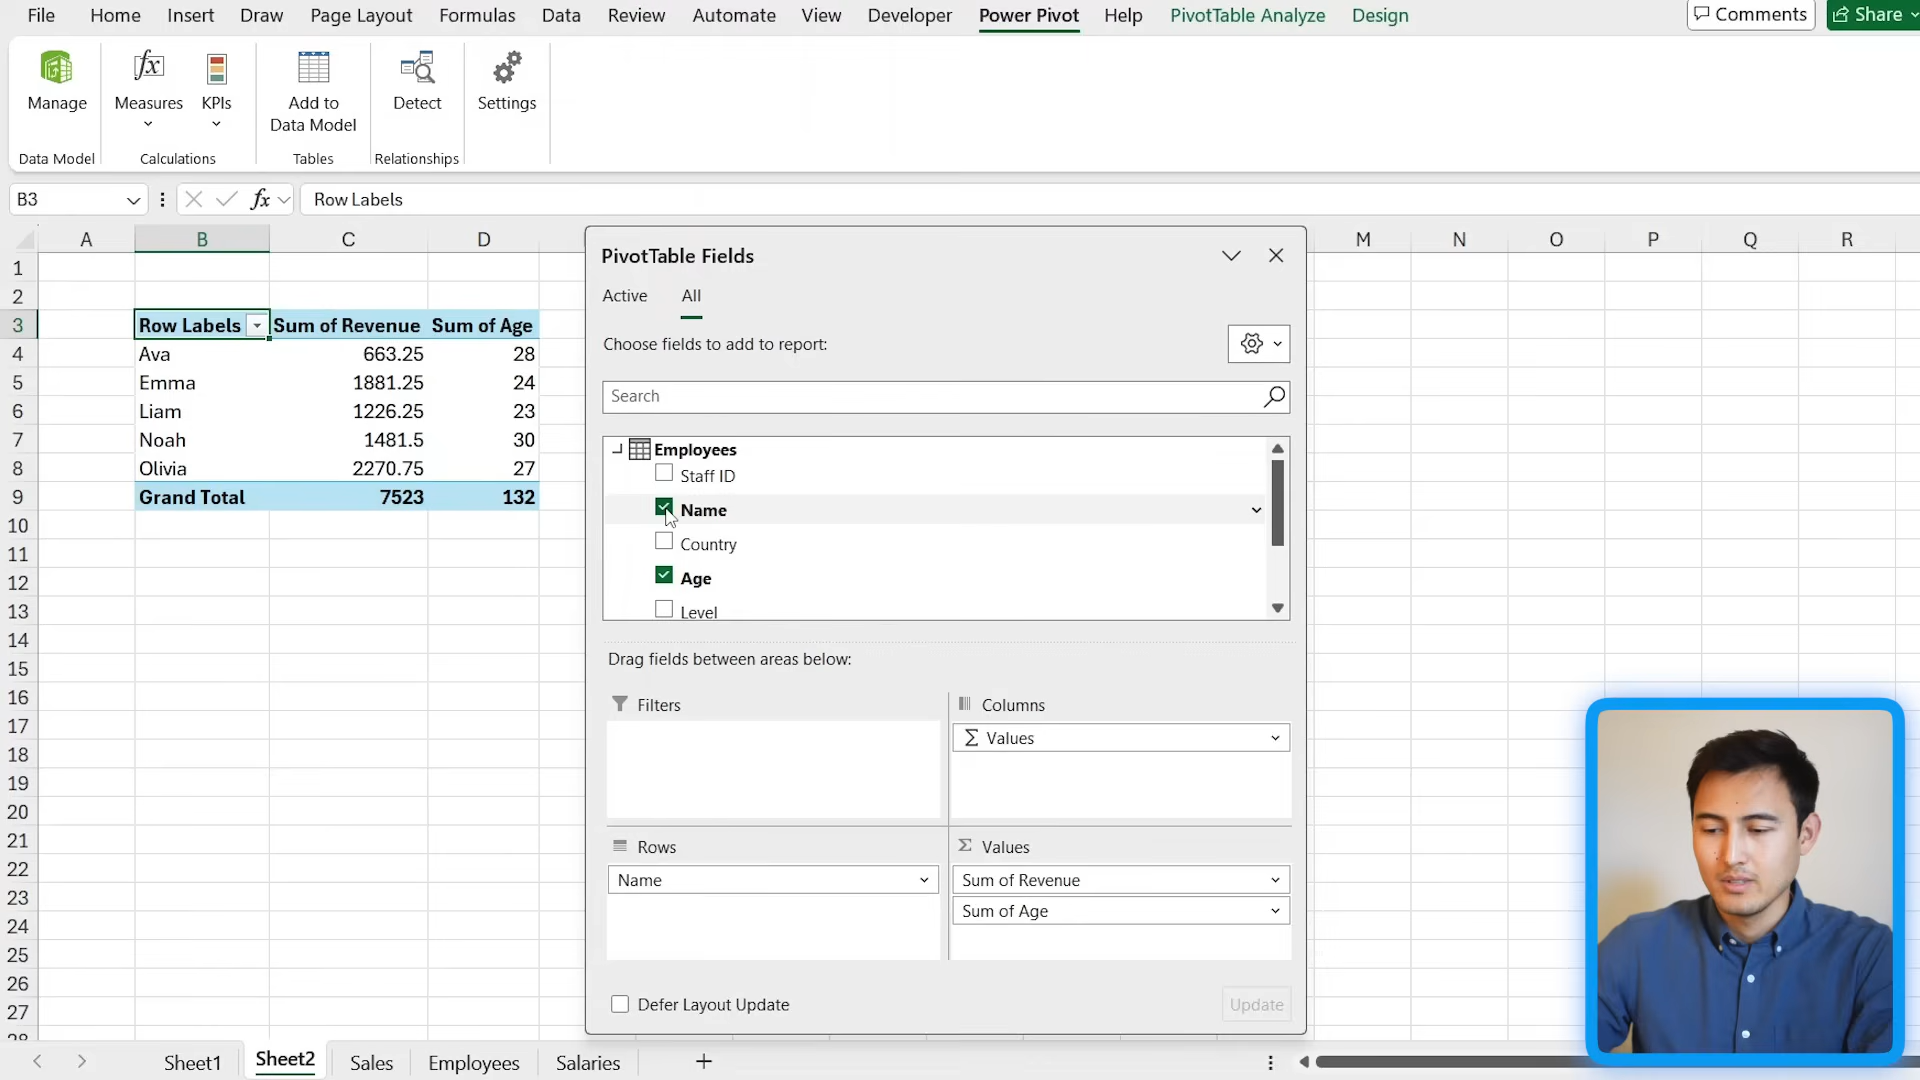 File Home Insert Draw Page Layout Formulas Data Review Automate View Developer Power Pivot Help PivotTable Analyze Design Comments Share
Manage Measures KPIs Add to Data Model Detect Settings
Data Model Calculations Tables Relationships
B3 fx Row Labels
A B C D M N O P Q R
1
2
3 Row Labels Sum of Revenue Sum of Age
4 Ava 663.25 28
5 Emma 1881.25 24
6 Liam 1226.25 23
7 Noah 1481.5 30
8 Olivia 2270.75 27
9 Grand Total 7523 132
10
11
12
13
14
15
16
17
18
19
20
21
22
23
24
25
26
27
28
PivotTable Fields
Active All
Choose fields to add to report:
Search
Employees
Staff ID
Name
Country
Age
Level
Drag fields between areas below:
Filters
Columns
Σ Values
Rows
Name
Σ Values
Sum of Revenue
Sum of Age
Defer Layout Update Update
Sheet1 Sheet2 Sales Employees Salaries